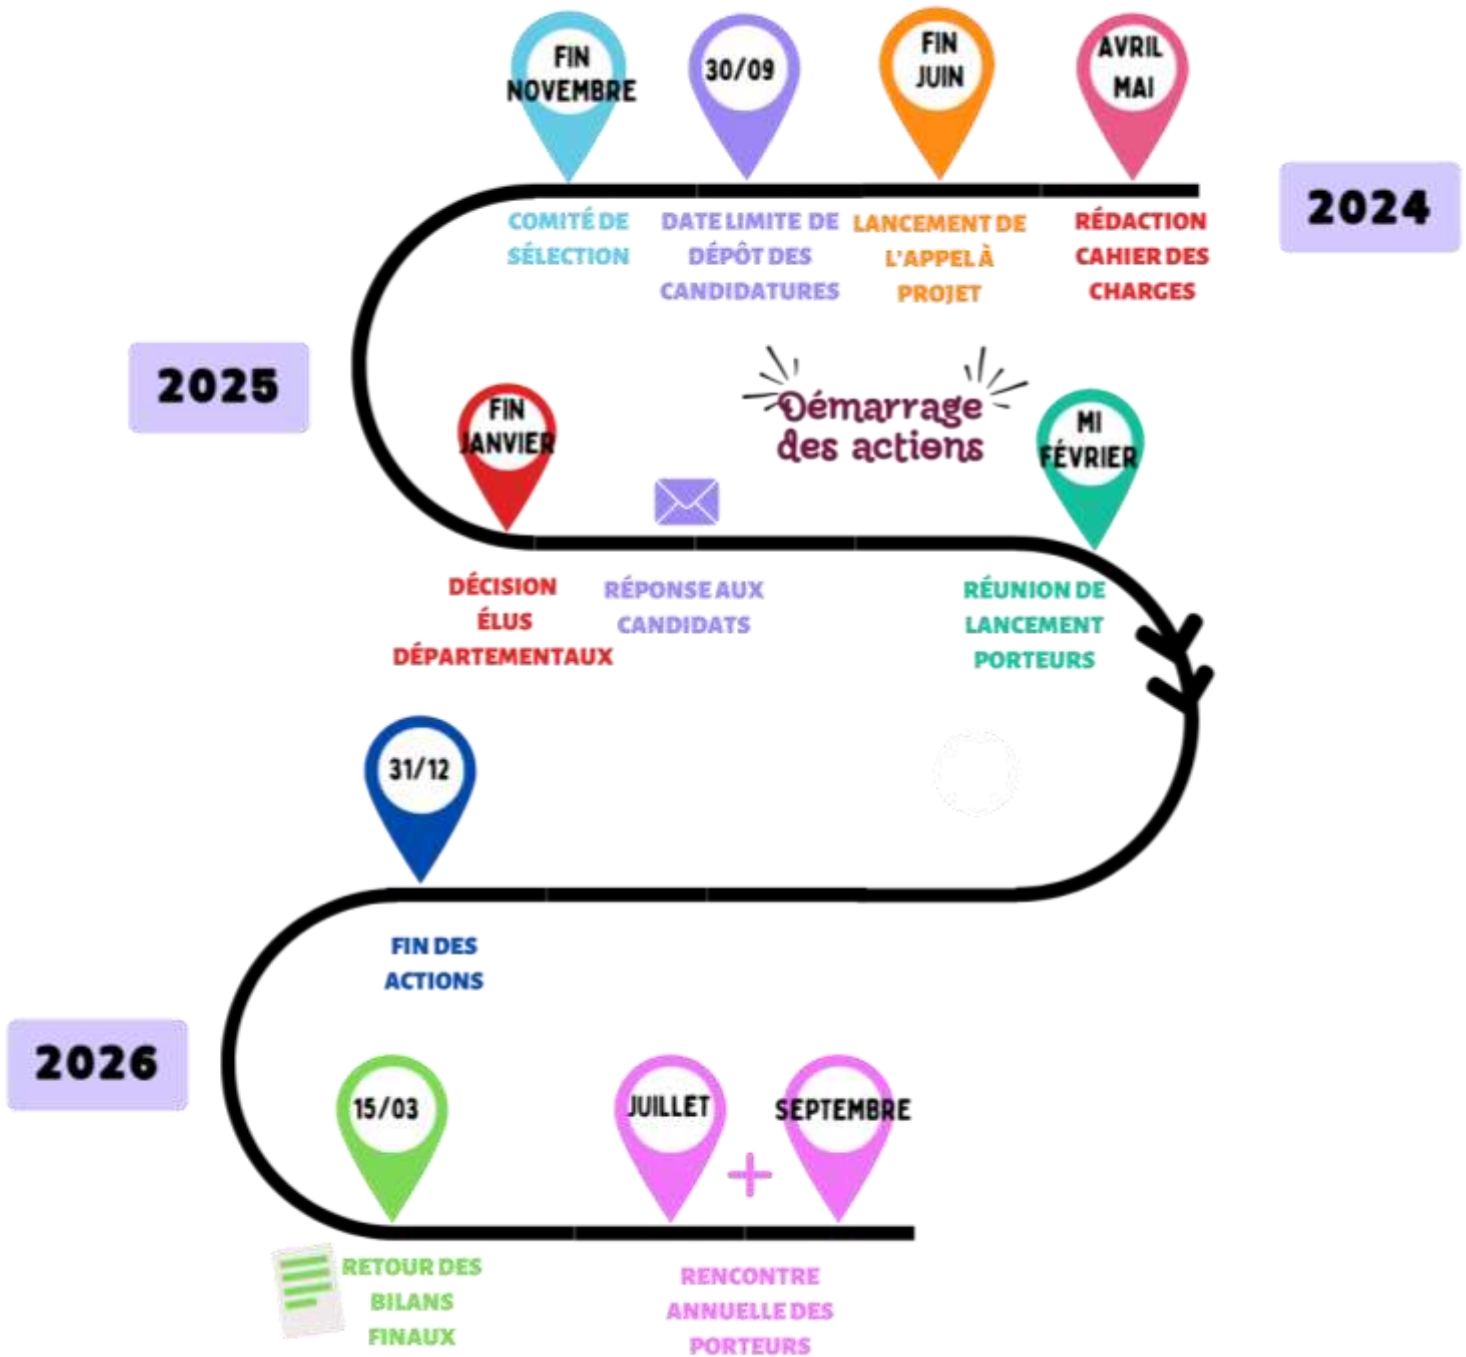 FIN
NOVEMBRE
30/09
FIN
JUIN
AVRIL
MAI
2024
COMITÉ DE
SÉLECTION
DATE LIMITE DE
DÉPÔT DES
CANDIDATURES
LANCEMENT DE
L'APPEL À
PROJET
RÉDACTION
CAHIER DES
CHARGES
2025
FIN
JANVIER
Démarrage
des actions
MI
FÉVRIER
DÉCISION
ÉLUS
DÉPARTEMENTAUX
RÉPONSE AUX
CANDIDATS
RÉUNION DE
LANCEMENT
PORTEURS
31/12
FIN DES
ACTIONS
2026
15/03
JUILLET
SEPTEMBRE
+
RETOUR DES
BILANS
FINAUX
RENCONTRE
ANNUELLE DES
PORTEURS